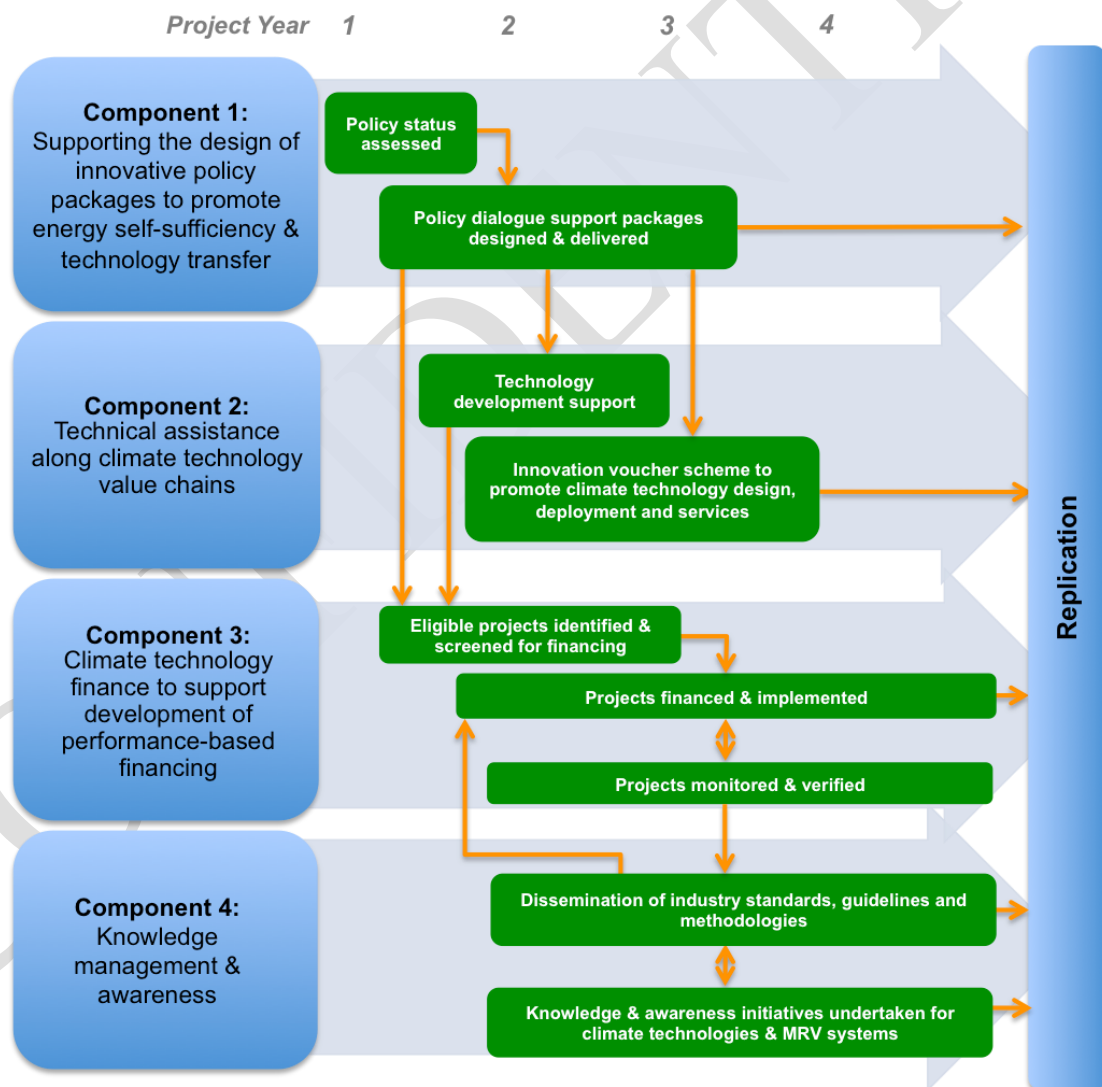 Project Year 1 2 3 4
Component 1:
Supporting the design of
innovative policy
packages to promote
energy self-sufficiency &
technology transfer
Policy status
assessed
Policy dialogue support packages
designed & delivered
Component 2:
Technical assistance
along climate technology
value chains
Technology
development support
Innovation voucher scheme to
promote climate technology design,
deployment and services
Component 3:
Climate technology
finance to support
development of
performance-based
financing
Eligible projects identified &
screened for financing
Projects financed & implemented
Projects monitored & verified
Component 4:
Knowledge
management &
awareness
Dissemination of industry standards, guidelines and
methodologies
Knowledge & awareness initiatives undertaken for
climate technologies & MRV systems
Replication